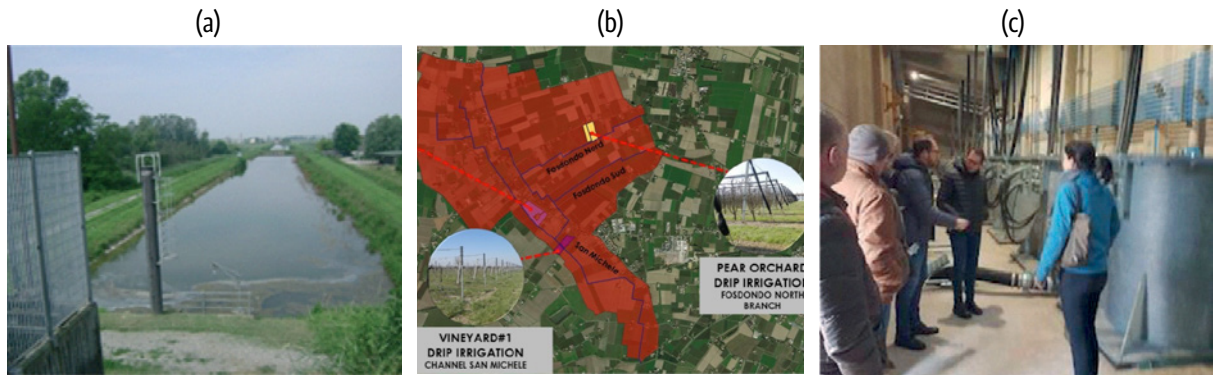 (a)
(b)
(c)
Fosdondo Nord
Fosdondo Sud
San Michele
PEAR ORCHARD
DRIP IRRIGATION
FOSDONDO NORTH
BRANCH
VINEYARD#1
DRIP IRRIGATION
CHANNEL SAN MICHELE